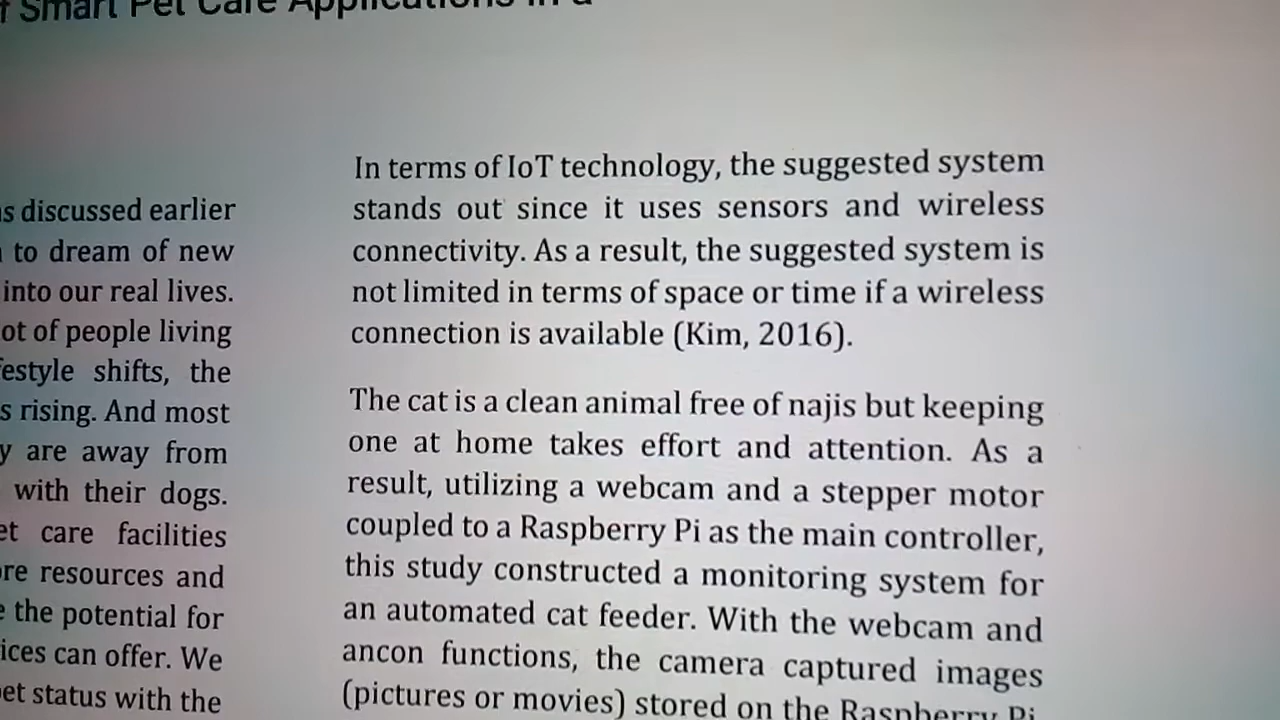 Smart Pet Care Applications in a
discussed earlier
to dream of new
into our real lives.
of people living
shifts, the
rising. And most
are away from
with their dogs.
care facilities
resources and
the potential for
can offer. We
status with the
In terms of IoT technology, the suggested system
stands out since it uses sensors and wireless
connectivity. As a result, the suggested system is
not limited in terms of space or time if a wireless
connection is available (Kim, 2016).
The cat is a clean animal free of najis but keeping
one at home takes effort and attention. As a
result, utilizing a webcam and a stepper motor
coupled to a Raspberry Pi as the main controller,
this study constructed a monitoring system for
an automated cat feeder. With the webcam and
ancon functions, the camera captured images
(pictures or movies) stored on the Raspberry Pi